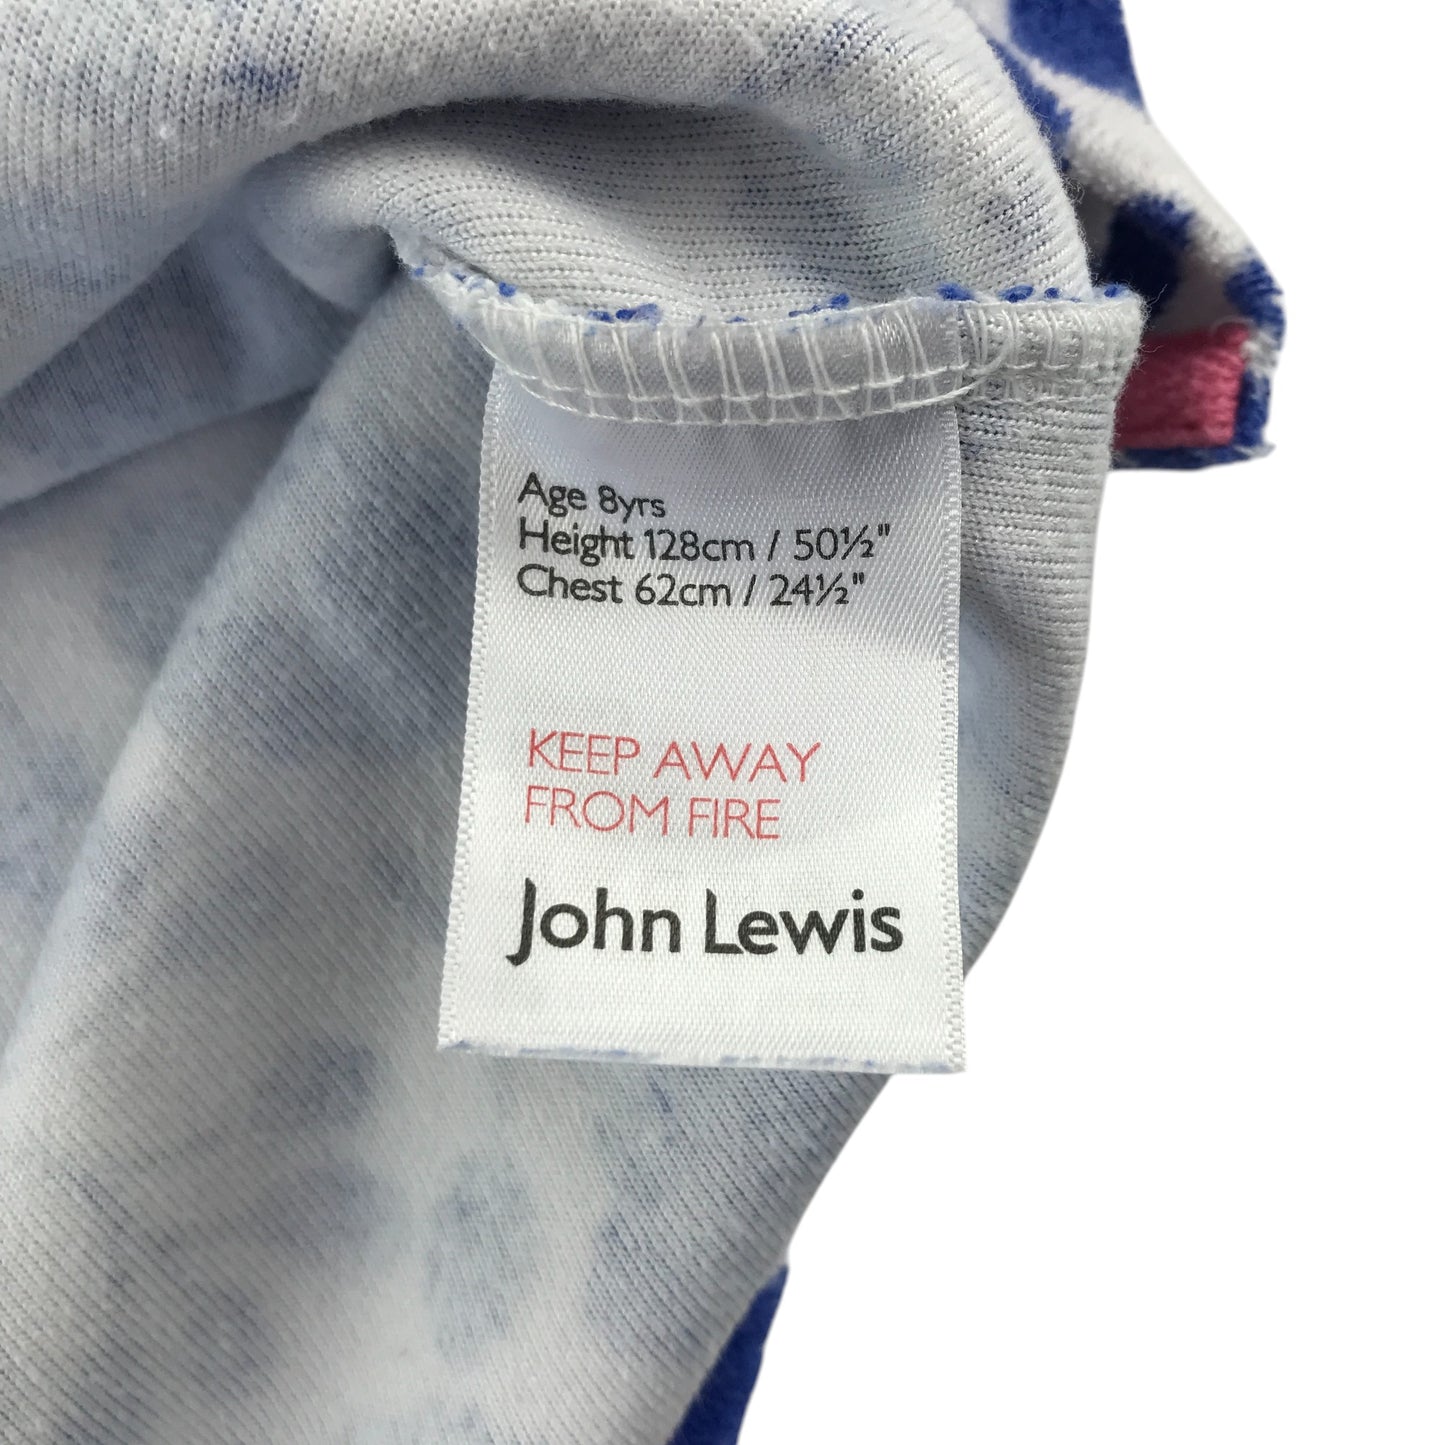 Age 8yrs
Height 128cm / 50½"
Chest 62cm / 24½"
KEEP AWAY
FROM FIRE
John Lewis